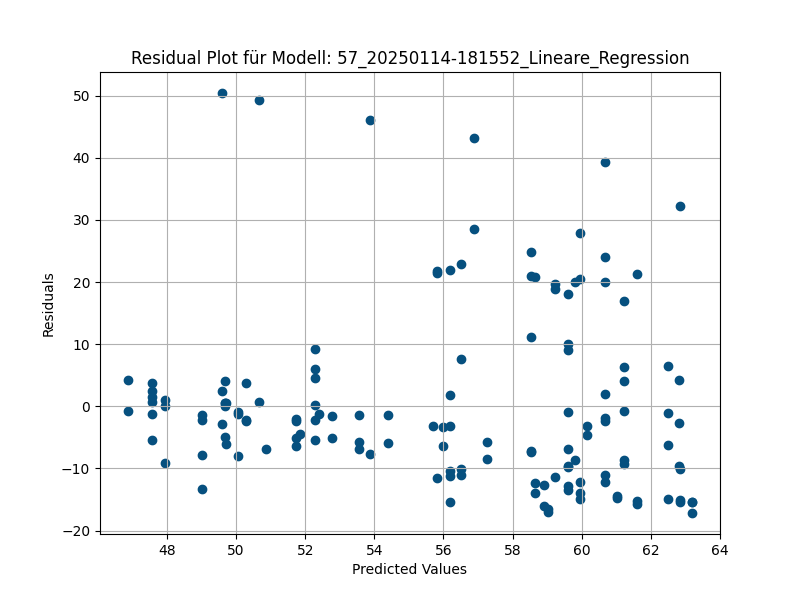 Residual Plot für Modell: 57_20250114-181552_Lineare_Regression
50
40
30
20
10
0
−10
−20
Residuals
48 50 52 54 56 58 60 62 64
Predicted Values